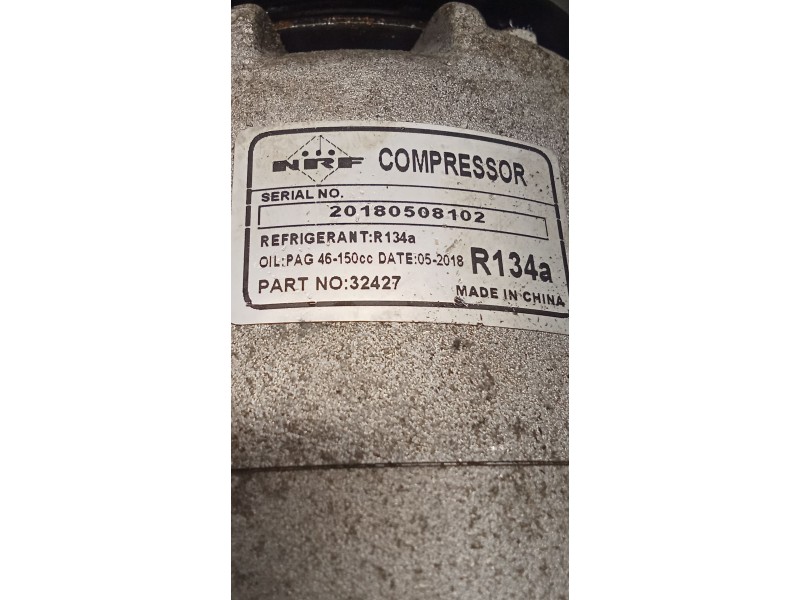 NRF COMPRESSOR
SERIAL NO.
20180508102
REFRIGERANT:R134a
OIL:PAG 46-150cc DATE:05-2018 R134a
PART NO:32427
MADE IN CHINA